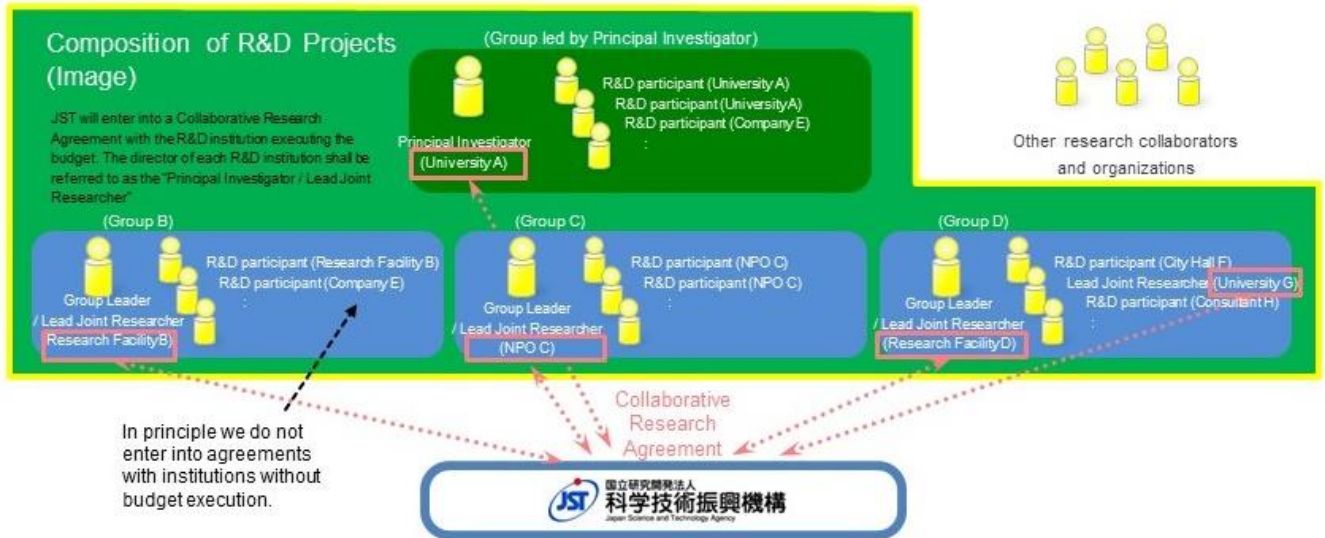 Composition of R&D Projects
(Image)
JST will enter into a Collaborative Research
Agreement with the R&D institution executing the
budget. The director of each R&D institution shall be
referred to as the "Principal Investigator / Lead Joint
Researcher"
(Group led by Principal Investigator)
Principal Investigator
(University A)
R&D participant (University A)
R&D participant (University A)
R&D participant (Company E)
:
Other research collaborators
and organizations
(Group B)
Group Leader
/ Lead Joint Researcher
Research Facility B)
R&D participant (Research Facility B)
R&D participant (Company E)
:
(Group C)
Group Leader
/ Lead Joint Researcher
(NPO C)
R&D participant (NPO C)
R&D participant (NPO C)
:
(Group D)
Group Leader
/ Lead Joint Researcher
(Research Facility D)
R&D participant (City Hall F)
Lead Joint Researcher (University G)
R&D participant (Consultant H)
:
In principle we do not
enter into agreements
with institutions without
budget execution.
Collaborative
Research
Agreement
JST
国立研究開発法人
科学技術振興機構
Japan Science and Technology Agency